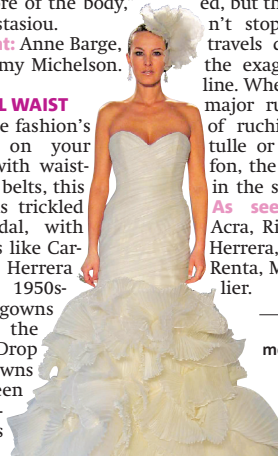 re of the body,
stasiou.
nt: Anne Barge,
my Michelson.
L WAIST
e fashion's
on your
with waist-
belts, this
s trickled
dal, with
s like Car-
Herrera
1950s-
gowns
the
Drop
wns
een
-
s
ed, but th
n't stop
travels d
the exag
line. Whe
major ru
of ruchi
tulle or
fon, the
in the s
As see
Acra, Ri
Herrera,
Renta, M
lier.
m